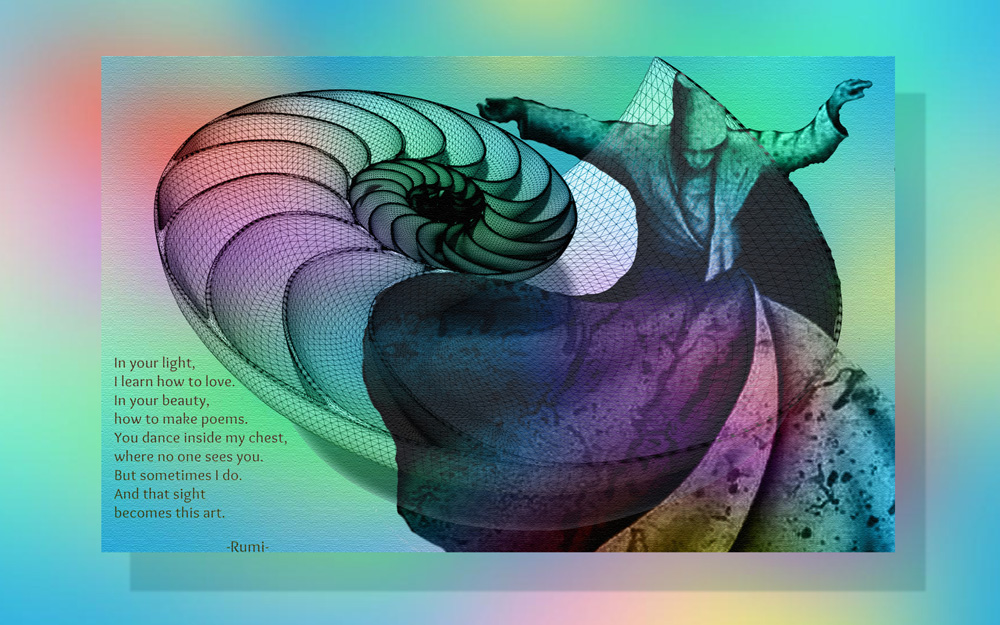 In your light,
I learn how to love.
In your beauty,
how to make poems.
You dance inside my chest,
where no one sees you.
But sometimes I do.
And that sight
becomes this art.
-Rumi-